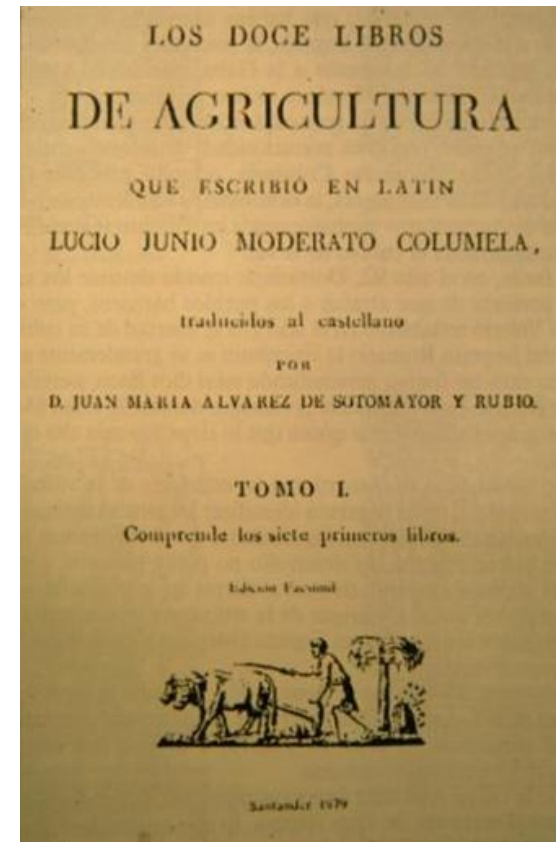 LOS DOCE LIBROS
DE AGRICULTURA
QUE ESCRIBIÓ EN LATIN
LUCIO JUNIO MODERATO COLUMELA,
traducidos al castellano
POR
D. JUAN MARIA ALVAREZ DE SOTOMAYOR Y RUBIO.
TOMO I.
Comprende los siete primeros libros.
Edición Facsimil
Santander 1979